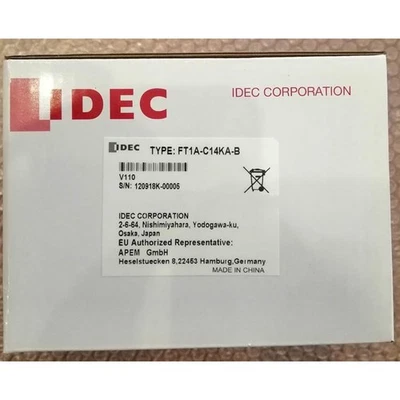 IDEC
IDEC CORPORATION
IDEC TYPE: FT1A-C14KA-B
V110
S/N: 120918K-00005
IDEC CORPORATION
2-6-64, Nishimiyahara, Yodogawa-ku,
Osaka, Japan
EU Authorized Representative:
APEM GmbH
Heselstuecken 8,22453 Hamburg,Germany
MADE IN CHINA